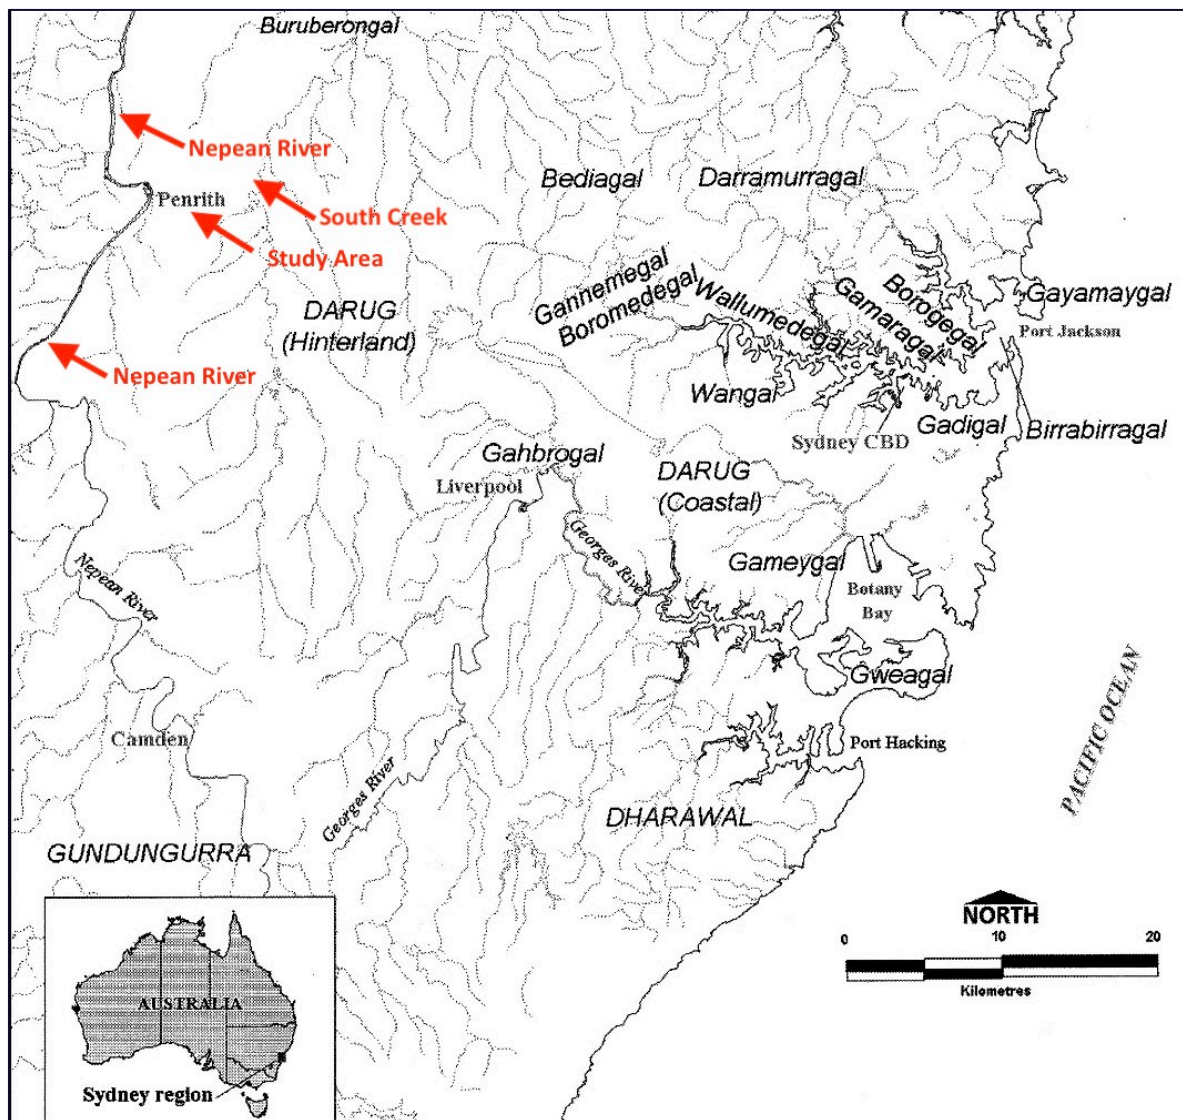 Buruberongal
Nepean River
Penrith
South Creek
Study Area
Bediagal
Darramurragal
DARUG
(Hinterland)
Gannemegal
Boromedegal
Wallumedegal
Gamaragal
Borogegal
Gayamaygal
Port Jackson
Nepean River
Wangal
Sydney CBD
Gadigal
Birrabirragal
Gahbrogal
Liverpool
DARUG
(Coastal)
Georges River
Gameygal
Botany
Bay
Nepean River
Gweagal
Camden
Port Hacking
PACIFIC OCEAN
Georges River
DHARAWAL
GUNDUNGURRA
NORTH
0
10
20
Kilometres
AUSTRALIA
Sydney region